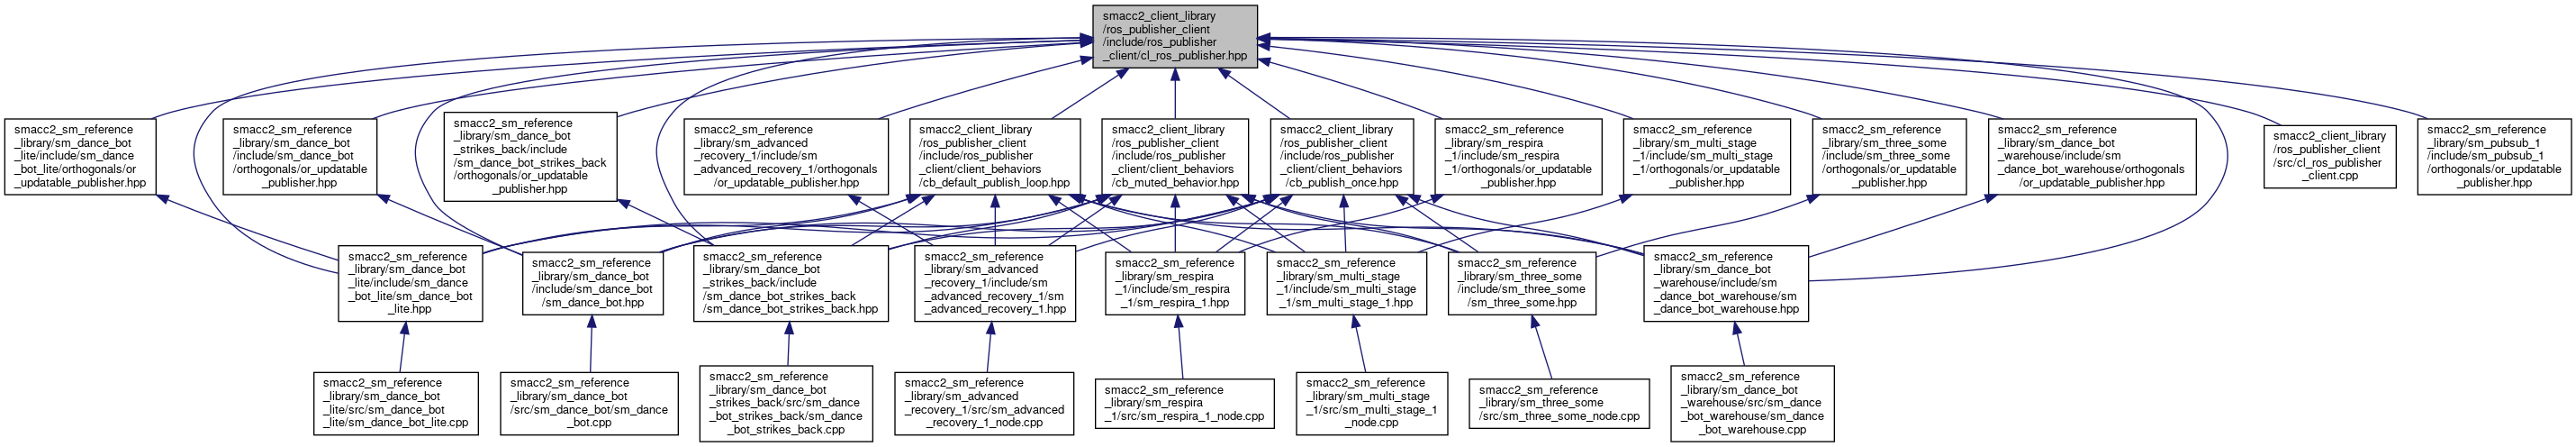 smacc2_client_library
/ros_publisher_client
/include/ros_publisher
_client/cl_ros_publisher.hpp
smacc2_sm_reference
_library/sm_dance_bot
_lite/include/sm_dance
_bot_lite/orthogonals/or
_updatable_publisher.hpp
smacc2_sm_reference
_library/sm_dance_bot
/include/sm_dance_bot
/orthogonals/or_updatable
_publisher.hpp
smacc2_sm_reference
_library/sm_dance_bot
_strikes_back/include
/sm_dance_bot_strikes_back
/orthogonals/or_updatable
_publisher.hpp
smacc2_sm_reference
_library/sm_advanced
_recovery_1/include/sm
_advanced_recovery_1/orthogonals
/or_updatable_publisher.hpp
smacc2_client_library
/ros_publisher_client
/include/ros_publisher
_client/client_behaviors
/cb_default_publish_loop.hpp
smacc2_client_library
/ros_publisher_client
/include/ros_publisher
_client/client_behaviors
/cb_muted_behavior.hpp
smacc2_client_library
/ros_publisher_client
/include/ros_publisher
_client/client_behaviors
/cb_publish_once.hpp
smacc2_sm_reference
_library/sm_respira
_1/include/sm_respira
_1/orthogonals/or_updatable
_publisher.hpp
smacc2_sm_reference
_library/sm_multi_stage
_1/include/sm_multi_stage
_1/orthogonals/or_updatable
_publisher.hpp
smacc2_sm_reference
_library/sm_three_some
/include/sm_three_some
/orthogonals/or_updatable
_publisher.hpp
smacc2_sm_reference
_library/sm_dance_bot
_warehouse/include/sm
_dance_bot_warehouse/orthogonals
/or_updatable_publisher.hpp
smacc2_client_library
/ros_publisher_client
/src/cl_ros_publisher
_client.cpp
smacc2_sm_reference
_library/sm_pubsub_1
/include/sm_pubsub_1
/orthogonals/or_updatable
_publisher.hpp
smacc2_sm_reference
_library/sm_dance_bot
_lite/include/sm_dance
_bot_lite/sm_dance_bot
_lite.hpp
smacc2_sm_reference
_library/sm_dance_bot
/include/sm_dance_bot
/sm_dance_bot.hpp
smacc2_sm_reference
_library/sm_dance_bot
_strikes_back/include
/sm_dance_bot_strikes_back
/sm_dance_bot_strikes_back.hpp
smacc2_sm_reference
_library/sm_advanced
_recovery_1/include/sm
_advanced_recovery_1/sm
_advanced_recovery_1.hpp
smacc2_sm_reference
_library/sm_respira
_1/include/sm_respira
_1/sm_respira_1.hpp
smacc2_sm_reference
_library/sm_multi_stage
_1/include/sm_multi_stage
_1/sm_multi_stage_1.hpp
smacc2_sm_reference
_library/sm_three_some
/include/sm_three_some
/sm_three_some.hpp
smacc2_sm_reference
_library/sm_dance_bot
_warehouse/include/sm
_dance_bot_warehouse/sm
_dance_bot_warehouse.hpp
smacc2_sm_reference
_library/sm_dance_bot
_lite/src/sm_dance_bot
_lite/sm_dance_bot_lite.cpp
smacc2_sm_reference
_library/sm_dance_bot
/src/sm_dance_bot/sm_dance
_bot.cpp
smacc2_sm_reference
_library/sm_dance_bot
_strikes_back/src/sm_dance
_bot_strikes_back/sm_dance
_bot_strikes_back.cpp
smacc2_sm_reference
_library/sm_advanced
_recovery_1/src/sm_advanced
_recovery_1_node.cpp
smacc2_sm_reference
_library/sm_respira
_1/src/sm_respira_1_node.cpp
smacc2_sm_reference
_library/sm_multi_stage
_1/src/sm_multi_stage_1
_node.cpp
smacc2_sm_reference
_library/sm_three_some
/src/sm_three_some_node.cpp
smacc2_sm_reference
_library/sm_dance_bot
_warehouse/src/sm_dance
_bot_warehouse/sm_dance
_bot_warehouse.cpp